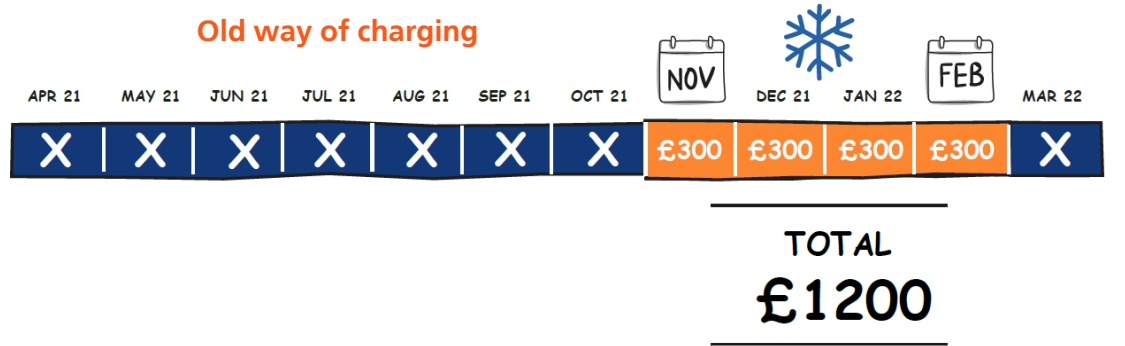 Old way of charging
APR 21 MAY 21 JUN 21 JUL 21 AUG 21 SEP 21 OCT 21 NOV DEC 21 JAN 22 FEB MAR 22
X X X X X X X £300 £300 £300 £300 X
TOTAL
£1200